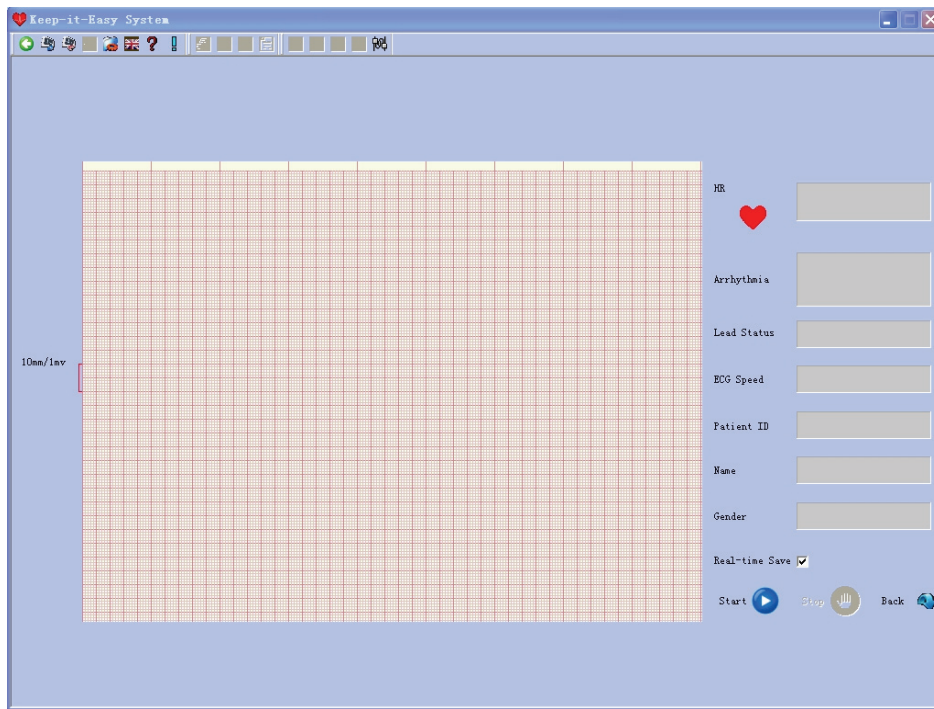 Keep-it-Easy System
HR
Arrhythmia
Lead Status
10mm/1mv
ECG Speed
Patient ID
Name
Gender
Real-time Save
Start Stop Back